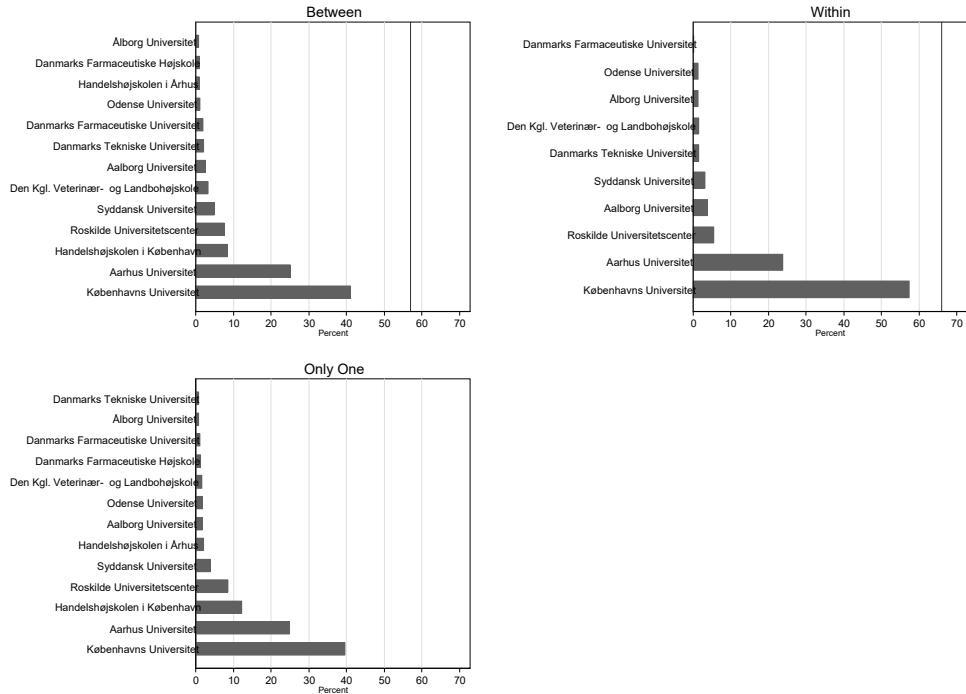 Between
Ålborg Universitet
Danmarks Farmaceutiske Højskole
Handelshøjskolen i Århus
Odense Universitet
Danmarks Farmaceutiske Universitet
Danmarks Tekniske Universitet
Aalborg Universitet
Den Kgl. Veterinær- og Landbohøjskole
Syddansk Universitet
Roskilde Universitetscenter
Handelshøjskolen i København
Aarhus Universitet
Københavns Universitet
0 10 20 30 40 50 60 70
Percent
Within
Danmarks Farmaceutiske Universitet
Odense Universitet
Ålborg Universitet
Den Kgl. Veterinær- og Landbohøjskole
Danmarks Tekniske Universitet
Syddansk Universitet
Aalborg Universitet
Roskilde Universitetscenter
Aarhus Universitet
Københavns Universitet
0 10 20 30 40 50 60 70
Percent
Only One
Danmarks Tekniske Universitet
Ålborg Universitet
Danmarks Farmaceutiske Universitet
Danmarks Farmaceutiske Højskole
Den Kgl. Veterinær- og Landbohøjskole
Odense Universitet
Aalborg Universitet
Handelshøjskolen i Århus
Syddansk Universitet
Roskilde Universitetscenter
Handelshøjskolen i København
Aarhus Universitet
Københavns Universitet
0 10 20 30 40 50 60 70
Percent